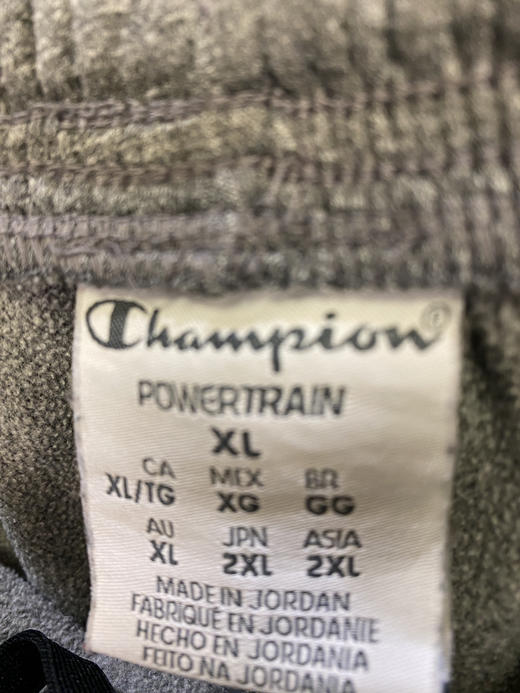 Champion®
POWERTRAIN
XL
CA MEX BR
XL/TG XG GG
AU JPN ASIA
XL 2XL 2XL
MADE IN JORDAN
FABRIQUÉ EN JORDANIE
HECHO EN JORDANIA
FEITO NA JORDANIA